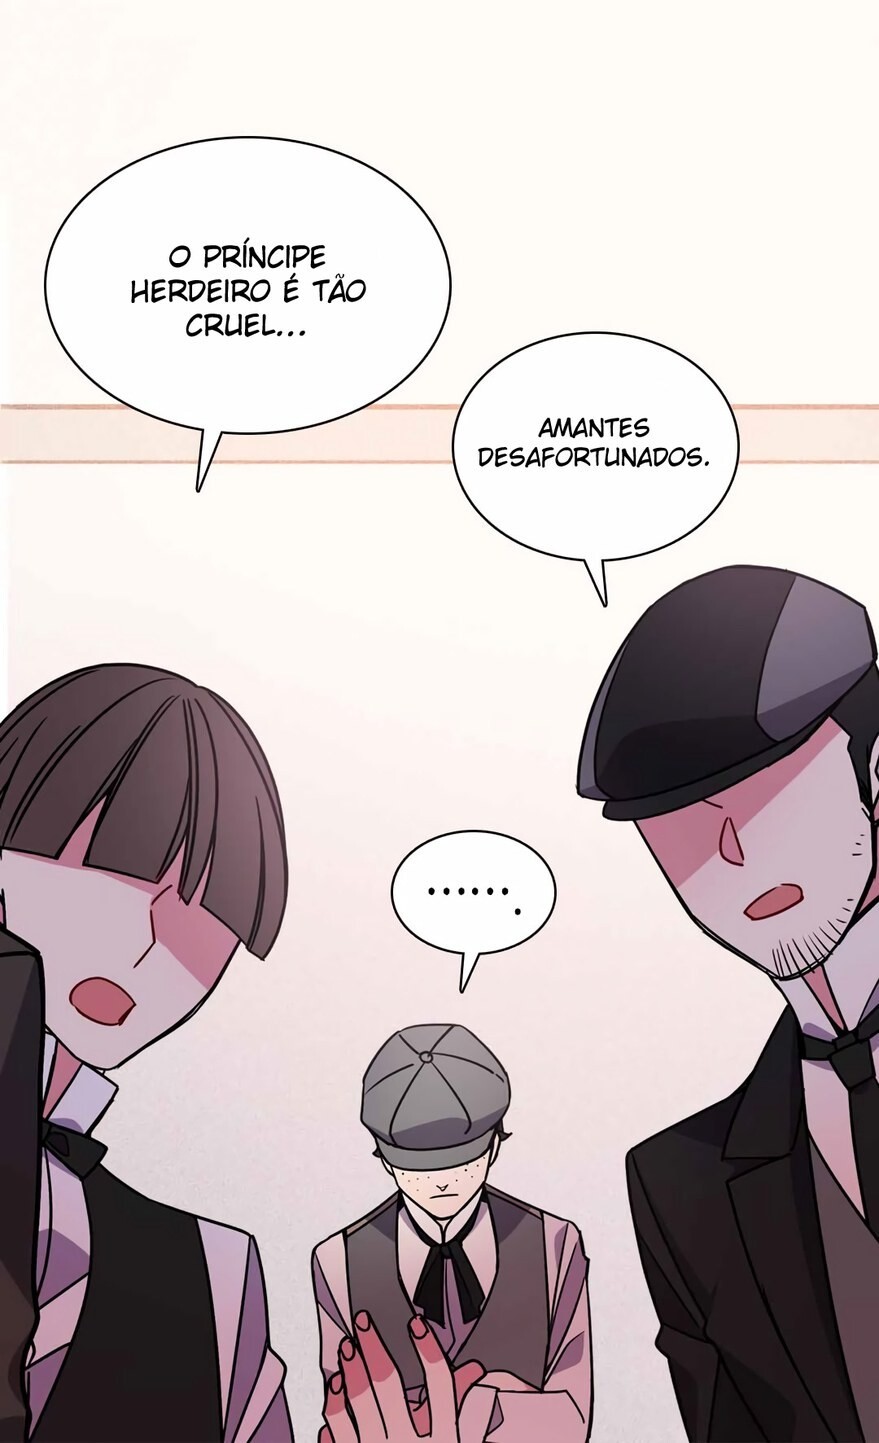 O PRÍNCIPE
HERDEIRO É TÃO
CRUEL...
AMANTES
DESAFORTUNADOS.
.......